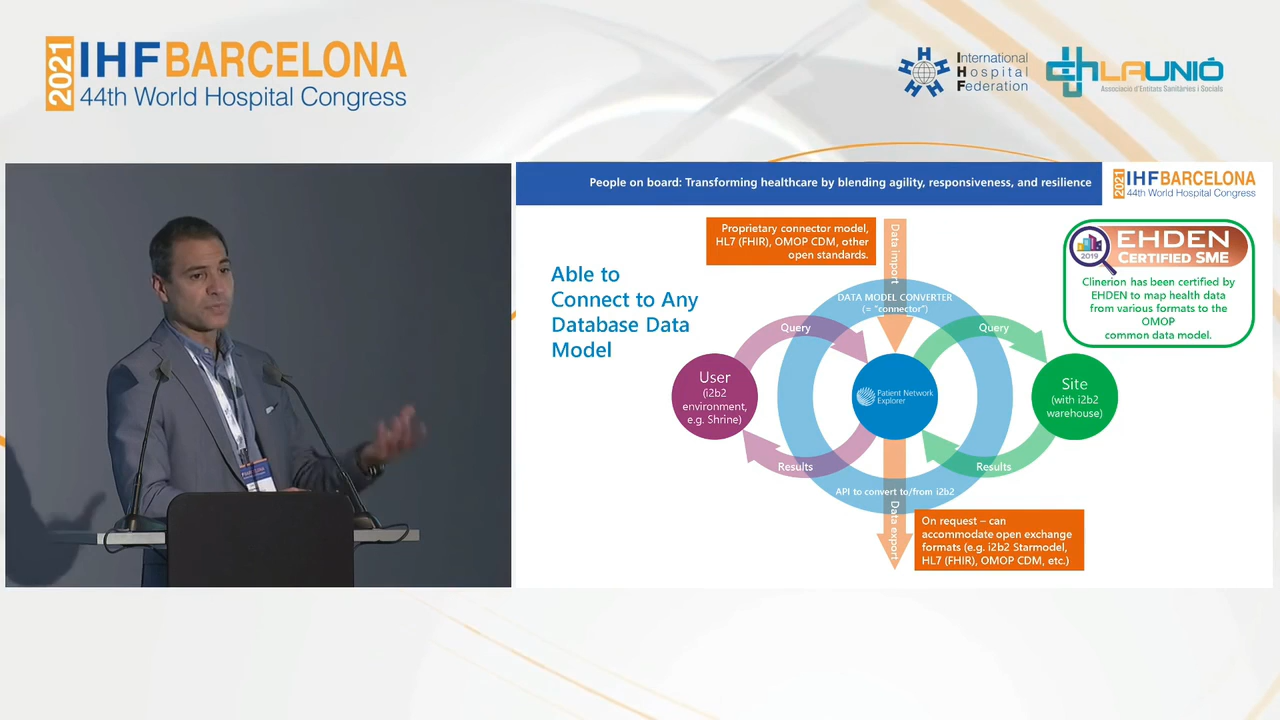 2021 IHF BARCELONA
44th World Hospital Congress
International
Hospital
Federation
LAUNIÓ
Associació d'Entitats Sanitàries i Socials
People on board: Transforming healthcare by blending agility, responsiveness, and resilience
2021 IHF BARCELONA
44th World Hospital Congress
Proprietary connector model,
HL7 (FHIR), OMOP CDM, other
open standards.
Data import
2019
EHDEN
CERTIFIED SME
Clinerion has been certified by
EHDEN to map health data
from various formats to the
OMOP
common data model.
Able to
Connect to Any
Database Data
Model
DATA MODEL CONVERTER
(= "connector")
Query
Query
User
(i2b2
environment,
e.g. Shrine)
Patient Network
Explorer
Site
(with i2b2
warehouse)
Results
Results
API to convert to/from i2b2
Data export
On request – can
accommodate open exchange
formats (e.g. i2b2 Starmodel,
HL7 (FHIR), OMOP CDM, etc.)